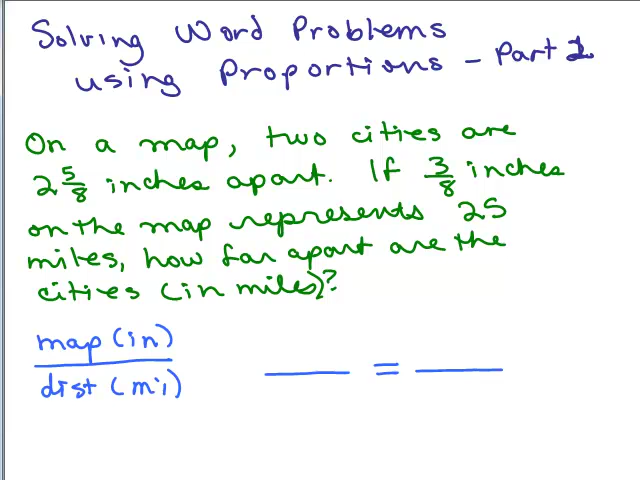 Solving Word Problems
using Proportions - Part 2
On a map, two cities are
2 5/8 inches apart. If 3/8 inches
on the map represents 25
miles, how far apart are the
cities (in miles)?
map (in)
dist (mi)
=